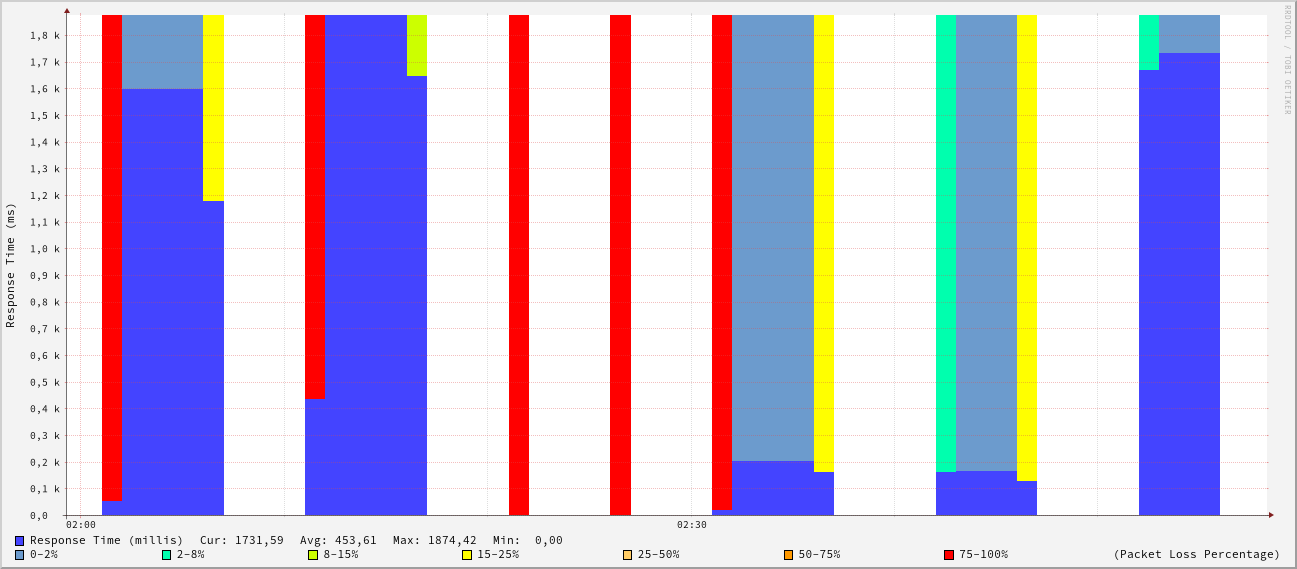 RRDTOOL / TOBI OETIKER
Response Time (ms)
1,8 k
1,7 k
1,6 k
1,5 k
1,4 k
1,3 k
1,2 k
1,1 k
1,0 k
0,9 k
0,8 k
0,7 k
0,6 k
0,5 k
0,4 k
0,3 k
0,2 k
0,1 k
0,0
02:00 02:30
Response Time (millis) Cur: 1731,59 Avg: 453,61 Max: 1874,42 Min: 0,00
0-2% 2-8% 8-15% 15-25% 25-50% 50-75% 75-100% (Packet Loss Percentage)